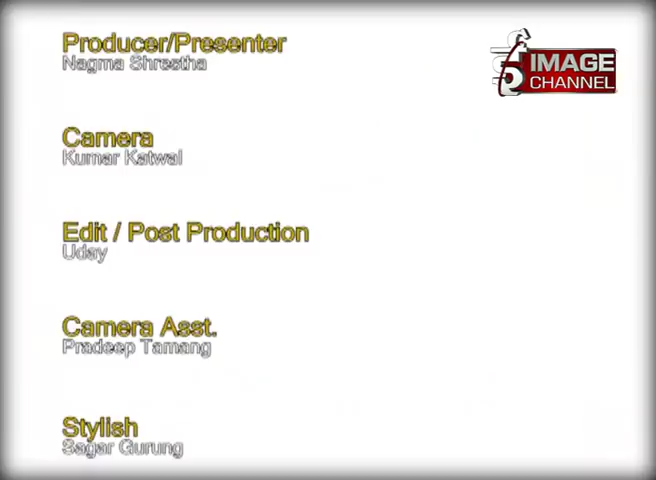 Producer/Presenter
Nagma Shrestha
IMAGE
CHANNEL
Camera
Kumar Katwal
Edit / Post Production
Uday
Camera Asst.
Pradeep Tamang
Stylish
Sagar Gurung